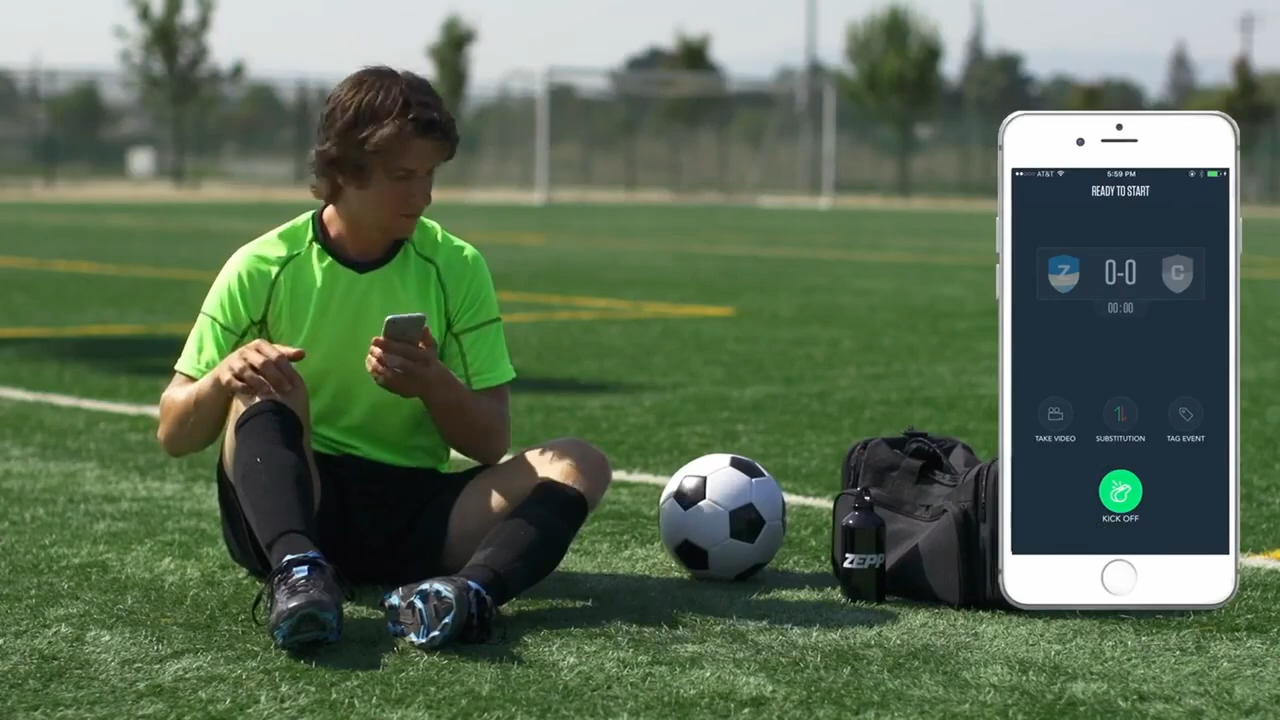 AT&T 5:59 PM
READY TO START
Z 0-0 C
00:00
TAKE VIDEO SUBSTITUTION TAG EVENT
KICK OFF
ZEPP